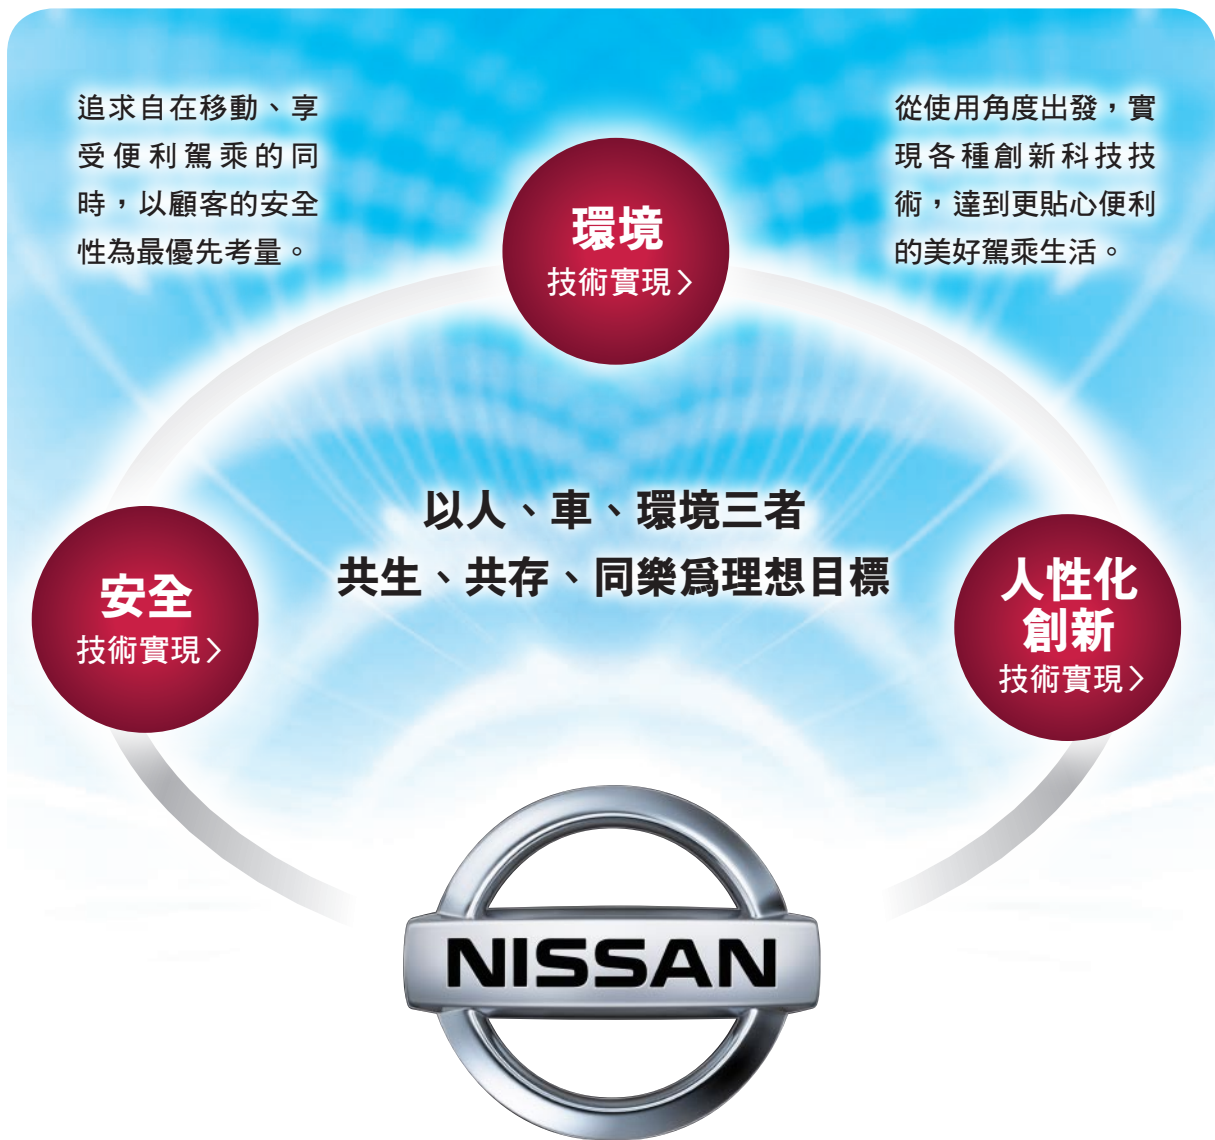 追求自在移動、享
受便利駕乘的同
時，以顧客的安全
性為最優先考量。
從使用角度出發，實
現各種創新科技技
術，達到更貼心便利
的美好駕乘生活。
環境
技術實現〉
以人、車、環境三者
共生、共存、同樂爲理想目標
安全
技術實現〉
人性化
創新
技術實現〉
NISSAN